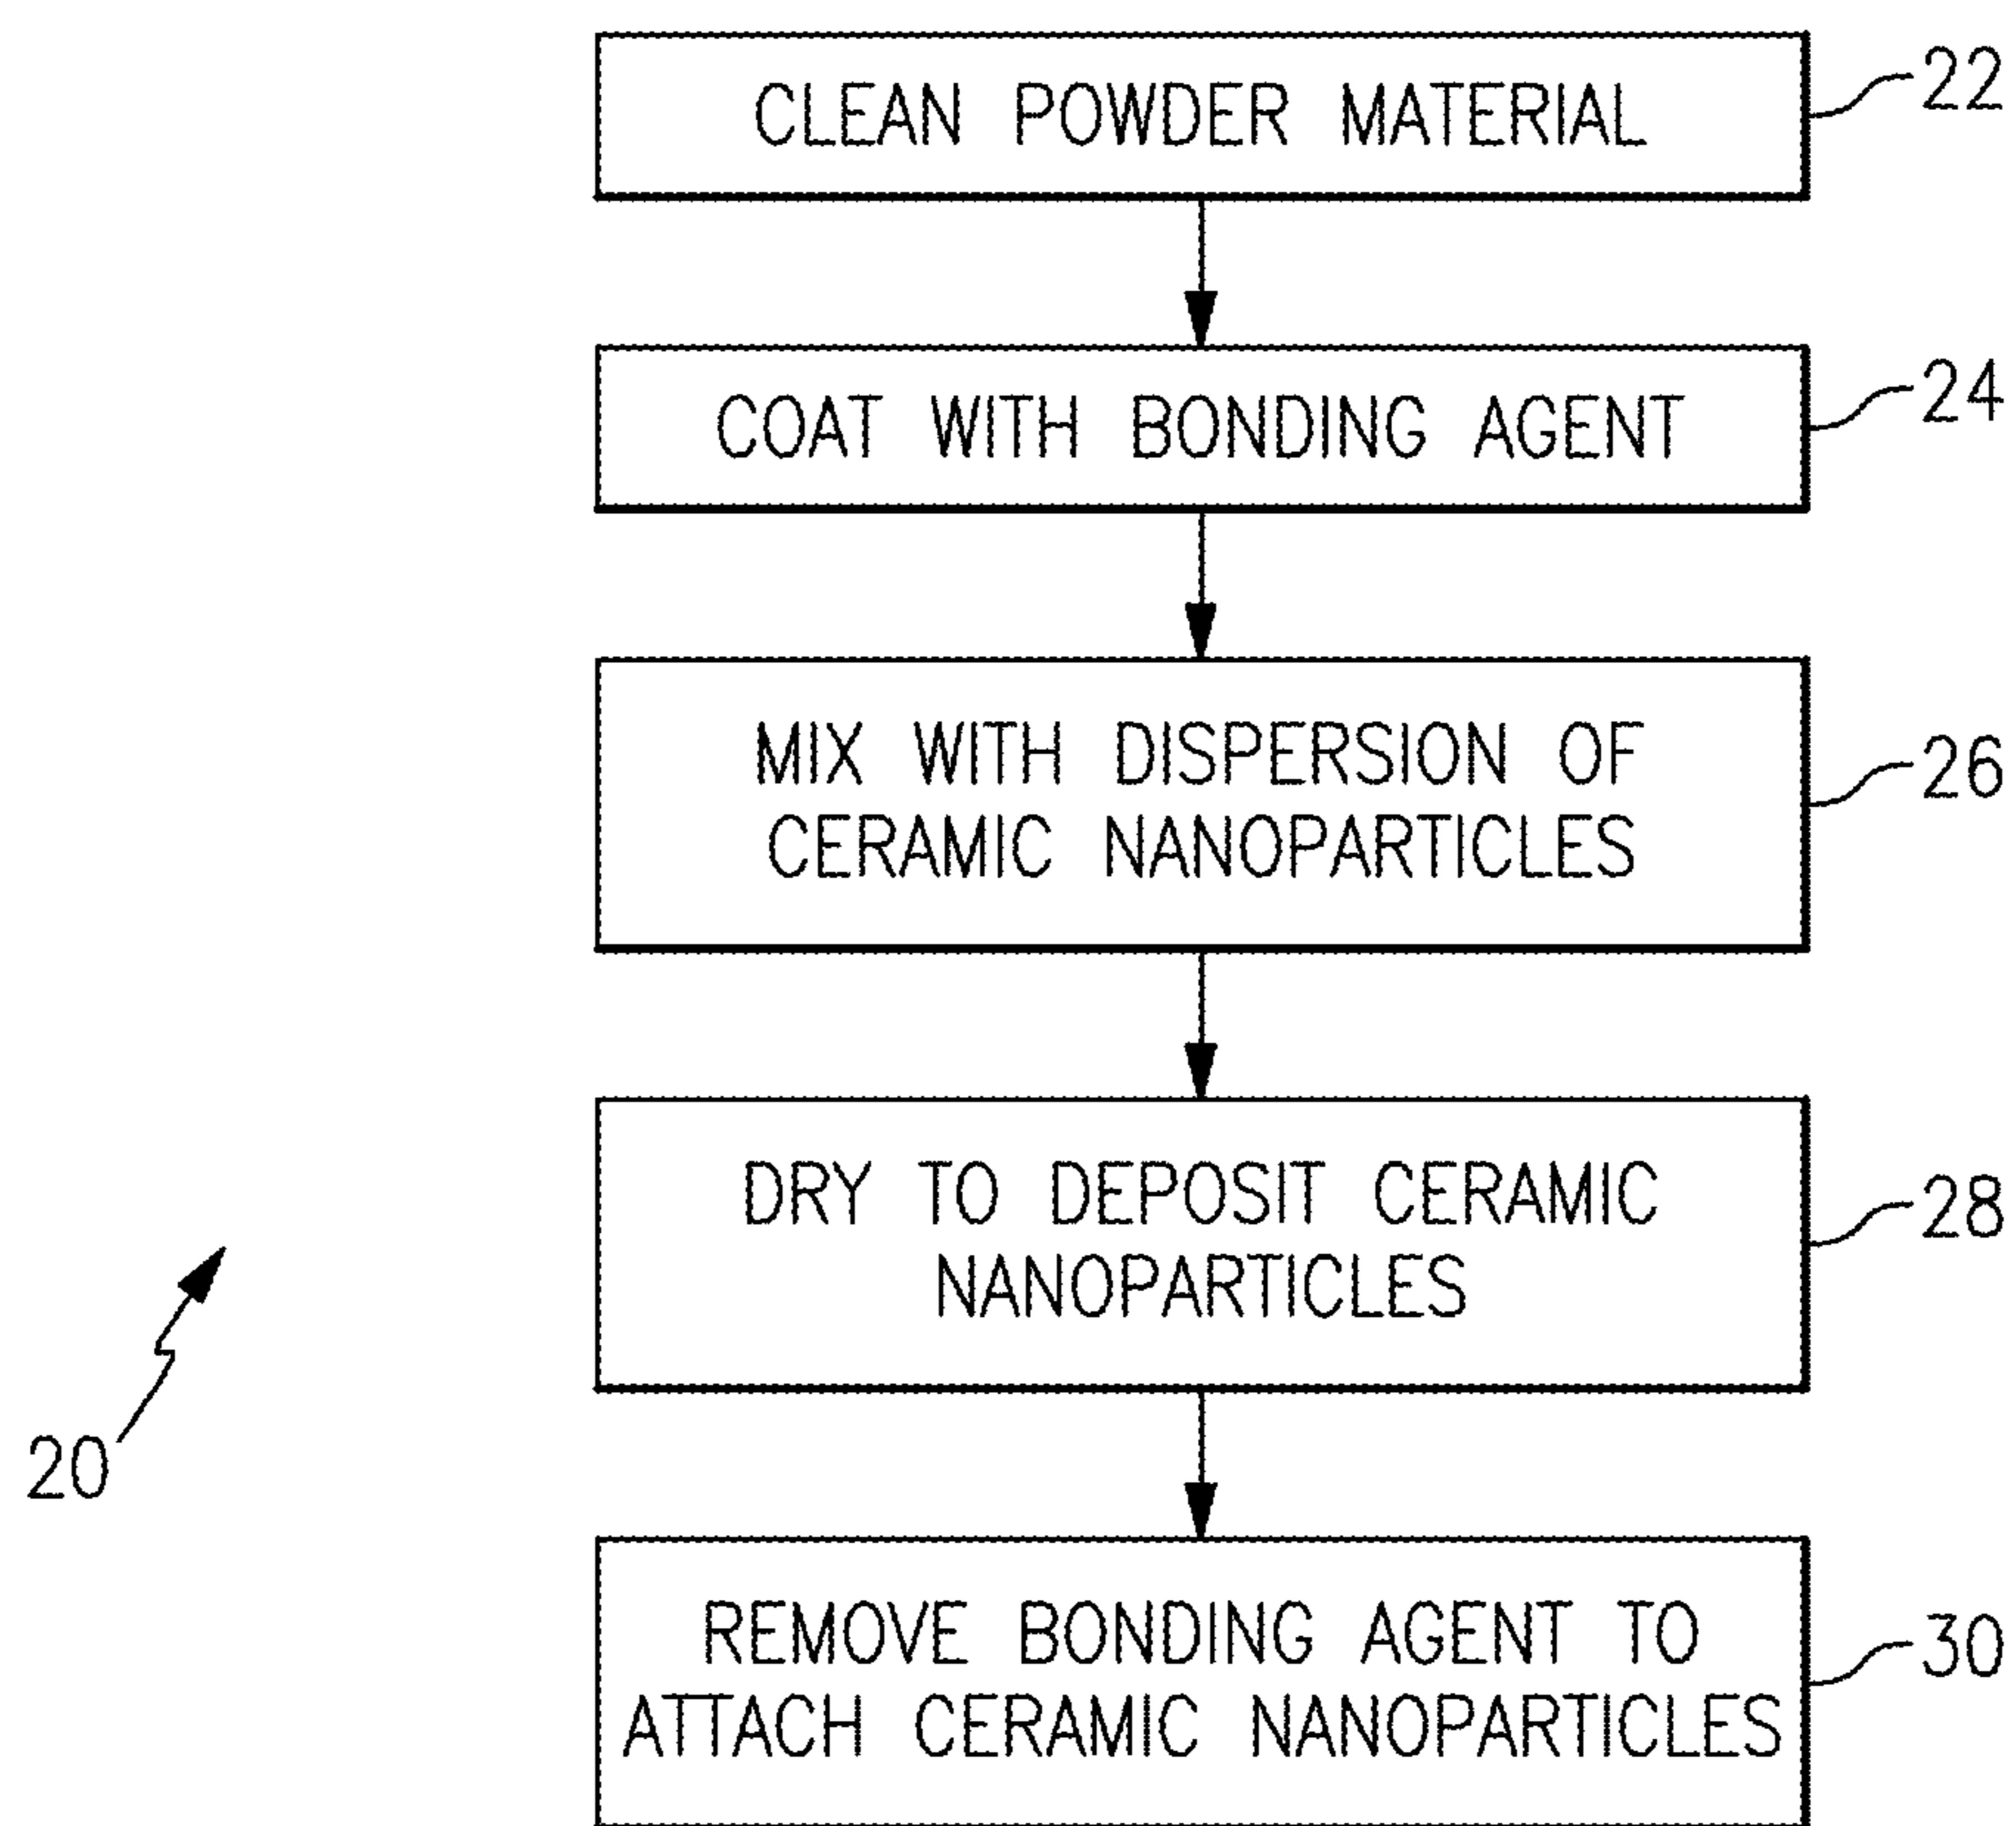 CLEAN POWDER MATERIAL
22
COAT WITH BONDING AGENT
24
MIX WITH DISPERSION OF
CERAMIC NANOPARTICLES
26
DRY TO DEPOSIT CERAMIC
NANOPARTICLES
28
20
REMOVE BONDING AGENT TO
ATTACH CERAMIC NANOPARTICLES
30